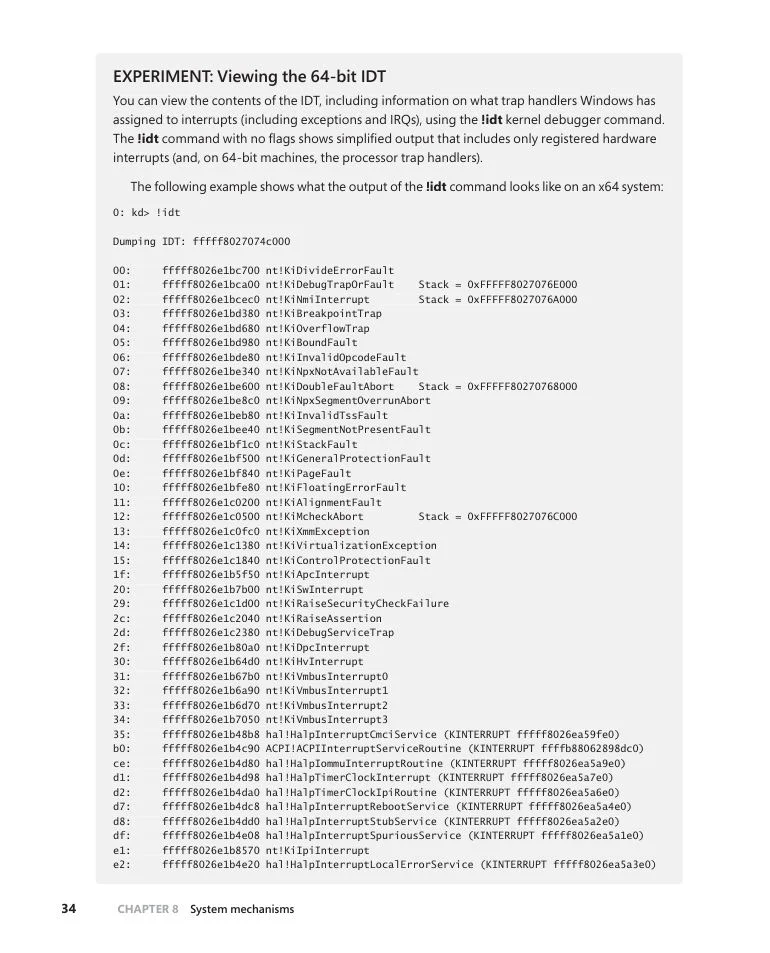 EXPERIMENT: Viewing the 64-bit IDT
You can view the contents of the IDT, including information on what trap handlers Windows has
assigned to interrupts (including exceptions and IRQs), using the !idt kernel debugger command.
The !idt command with no flags shows simplified output that includes only registered hardware
interrupts (and, on 64-bit machines, the processor trap handlers).
The following example shows what the output of the !idt command looks like on an x64 system:
0: kd> !idt
Dumping IDT: fffff8027074c000
00: fffff8026e1bc700 nt!KiDivideErrorFault
01: fffff8026e1bca00 nt!KiDebugTrapOrFault Stack = 0xFFFFF8027076E000
02: fffff8026e1bcec0 nt!KiNmiInterrupt Stack = 0xFFFFF8027076A000
03: fffff8026e1bd380 nt!KiBreakpointTrap
04: fffff8026e1bd680 nt!KiOverflowTrap
05: fffff8026e1bd980 nt!KiBoundFault
06: fffff8026e1bde80 nt!KiInvalidOpcodeFault
07: fffff8026e1be340 nt!KiNpxNotAvailableFault
08: fffff8026e1be600 nt!KiDoubleFaultAbort Stack = 0xFFFFF80270768000
09: fffff8026e1be8c0 nt!KiNpxSegmentOverrunAbort
0a: fffff8026e1beb80 nt!KiInvalidTssFault
0b: fffff8026e1bee40 nt!KiSegmentNotPresentFault
0c: fffff8026e1bf1c0 nt!KiStackFault
0d: fffff8026e1bf500 nt!KiGeneralProtectionFault
0e: fffff8026e1bf840 nt!KiPageFault
10: fffff8026e1bfe80 nt!KiFloatingErrorFault
11: fffff8026e1c0200 nt!KiAlignmentFault
12: fffff8026e1c0500 nt!KiMcheckAbort Stack = 0xFFFFF8027076C000
13: fffff8026e1c0fc0 nt!KiXmmException
14: fffff8026e1c1380 nt!KiVirtualizationException
15: fffff8026e1c1840 nt!KiControlProtectionFault
1f: fffff8026e1b5f50 nt!KiApcInterrupt
20: fffff8026e1b7b00 nt!KiSwInterrupt
29: fffff8026e1c1d00 nt!KiRaiseSecurityCheckFailure
2c: fffff8026e1c2040 nt!KiRaiseAssertion
2d: fffff8026e1c2380 nt!KiDebugServiceTrap
2f: fffff8026e1b80a0 nt!KiDpcInterrupt
30: fffff8026e1b64d0 nt!KiHvInterrupt
31: fffff8026e1b67b0 nt!KiVmbusInterrupt0
32: fffff8026e1b6a90 nt!KiVmbusInterrupt1
33: fffff8026e1b6d70 nt!KiVmbusInterrupt2
34: fffff8026e1b7050 nt!KiVmbusInterrupt3
35: fffff8026e1b48b8 hal!HalpInterruptCmciService (KINTERRUPT fffff8026ea59fe0)
b0: fffff8026e1b4c90 ACPI!ACPIInterruptServiceRoutine (KINTERRUPT ffffb88062898dc0)
ce: fffff8026e1b4d80 hal!HalpIommuInterruptRoutine (KINTERRUPT fffff8026ea5a9e0)
d1: fffff8026e1b4d98 hal!HalpTimerClockInterrupt (KINTERRUPT fffff8026ea5a7e0)
d2: fffff8026e1b4da0 hal!HalpTimerClockIpiRoutine (KINTERRUPT fffff8026ea5a6e0)
d7: fffff8026e1b4dc8 hal!HalpInterruptRebootService (KINTERRUPT fffff8026ea5a4e0)
d8: fffff8026e1b4dd0 hal!HalpInterruptStubService (KINTERRUPT fffff8026ea5a2e0)
df: fffff8026e1b4e08 hal!HalpInterruptSpuriousService (KINTERRUPT fffff8026ea5a1e0)
e1: fffff8026e1b8570 nt!KiIpiInterrupt
e2: fffff8026e1b4e20 hal!HalpInterruptLocalErrorService (KINTERRUPT fffff8026ea5a3e0)
34 CHAPTER 8 System mechanisms